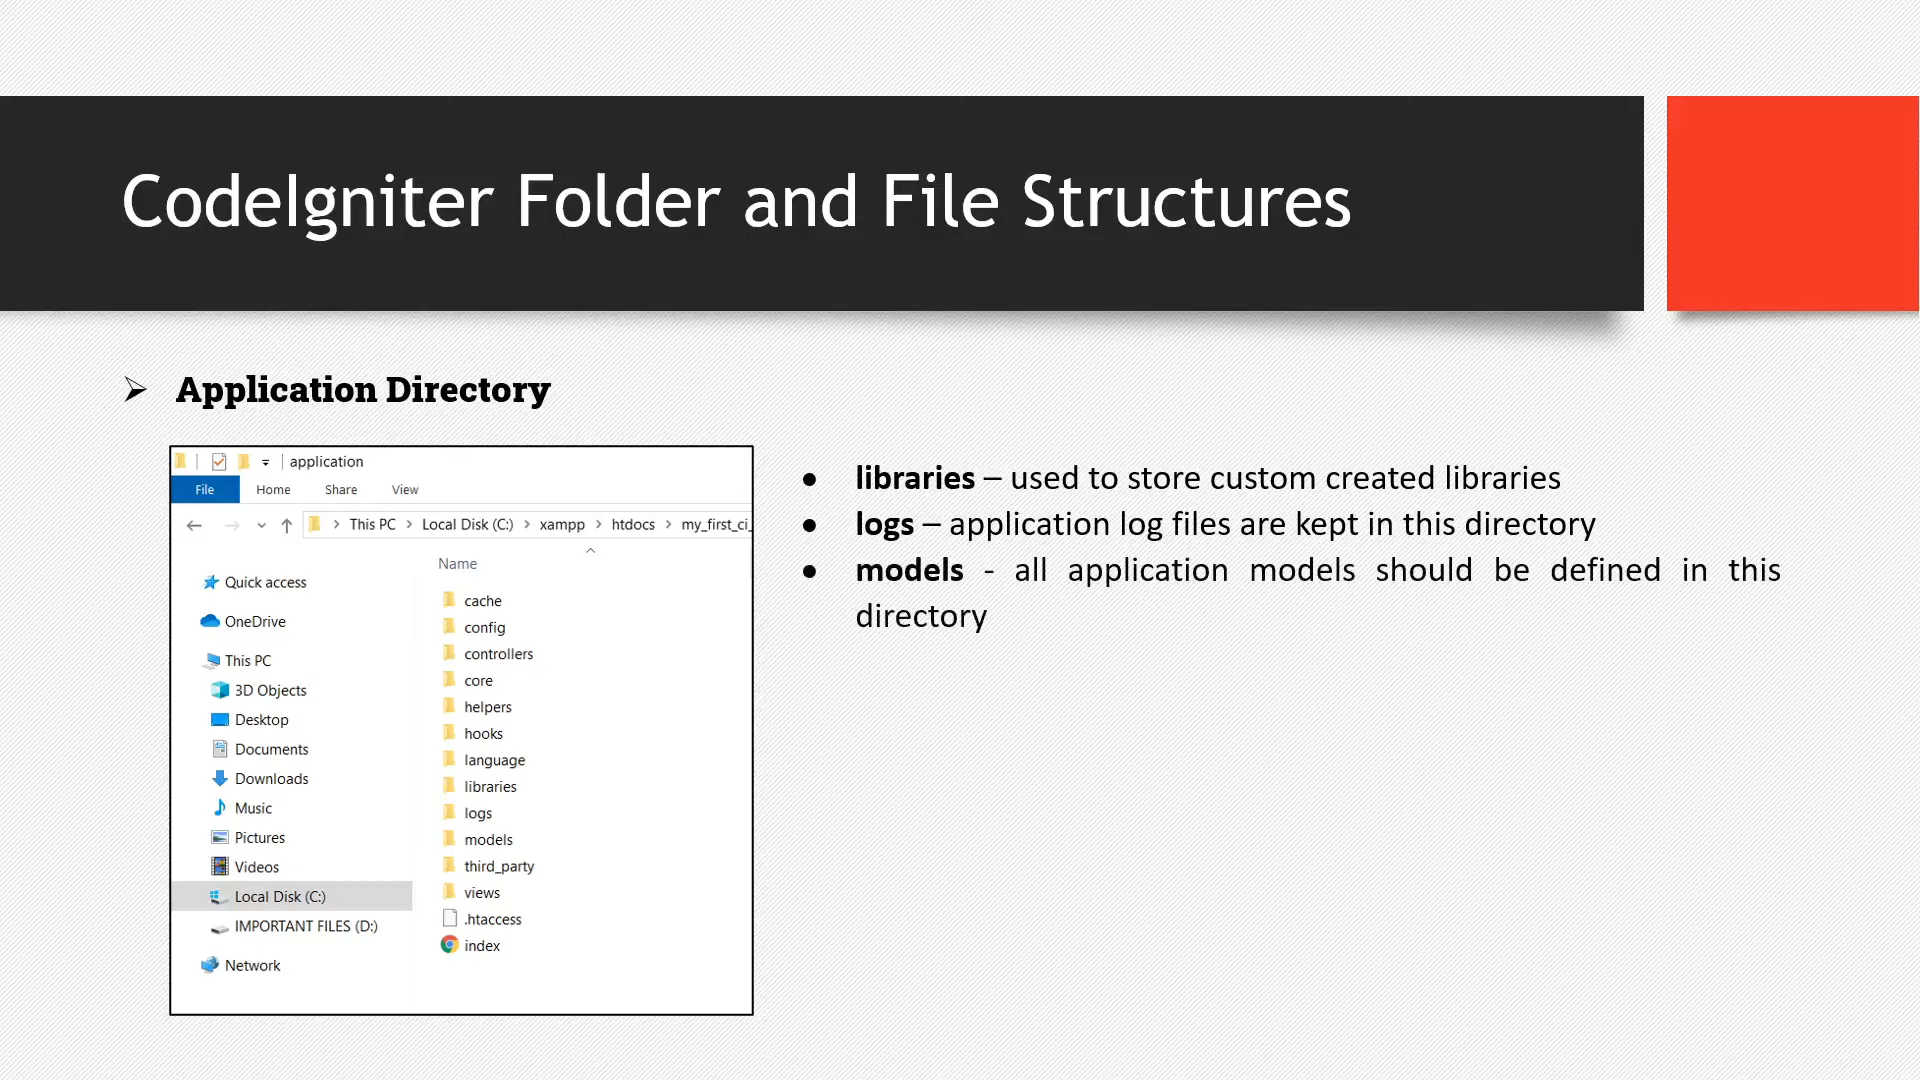 CodeIgniter Folder and File Structures
➢ Application Directory
application
File Home Share View
This PC > Local Disk (C:) > xampp > htdocs > my_first_ci_
Name
Quick access
OneDrive
This PC
3D Objects
Desktop
Documents
Downloads
Music
Pictures
Videos
Local Disk (C:)
IMPORTANT FILES (D:)
Network
cache
config
controllers
core
helpers
hooks
language
libraries
logs
models
third_party
views
.htaccess
index
● libraries – used to store custom created libraries
● logs – application log files are kept in this directory
● models - all application models should be defined in this
directory